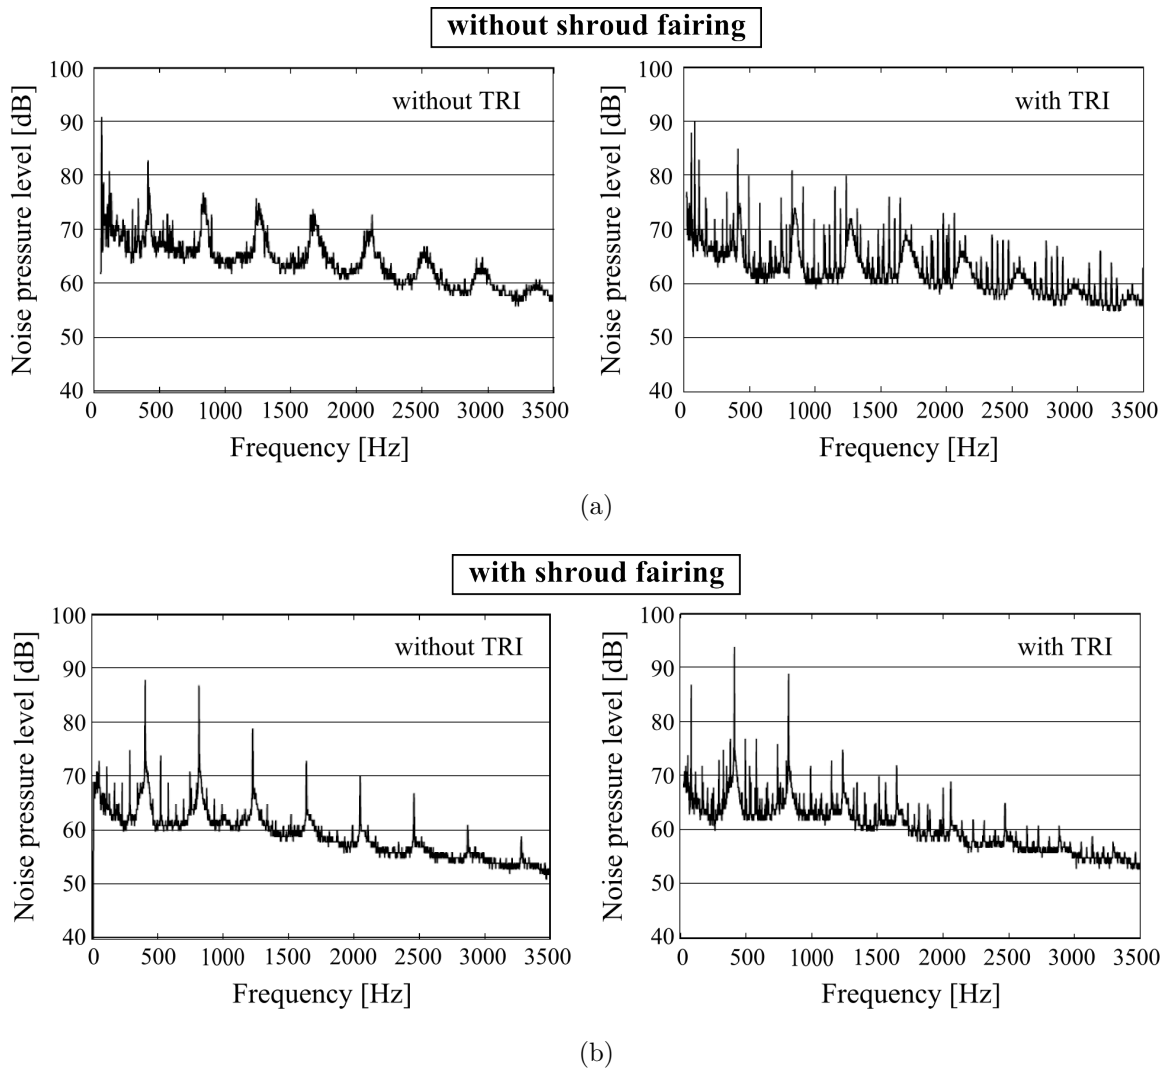 without shroud fairing
without TRI
Noise pressure level [dB]
100
90
80
70
60
50
40
0 500 1000 1500 2000 2500 3000 3500
Frequency [Hz]
with TRI
Noise pressure level [dB]
100
90
80
70
60
50
40
0 500 1000 1500 2000 2500 3000 3500
Frequency [Hz]
(a)
with shroud fairing
without TRI
Noise pressure level [dB]
100
90
80
70
60
50
40
0 500 1000 1500 2000 2500 3000 3500
Frequency [Hz]
with TRI
Noise pressure level [dB]
100
90
80
70
60
50
40
0 500 1000 1500 2000 2500 3000 3500
Frequency [Hz]
(b)